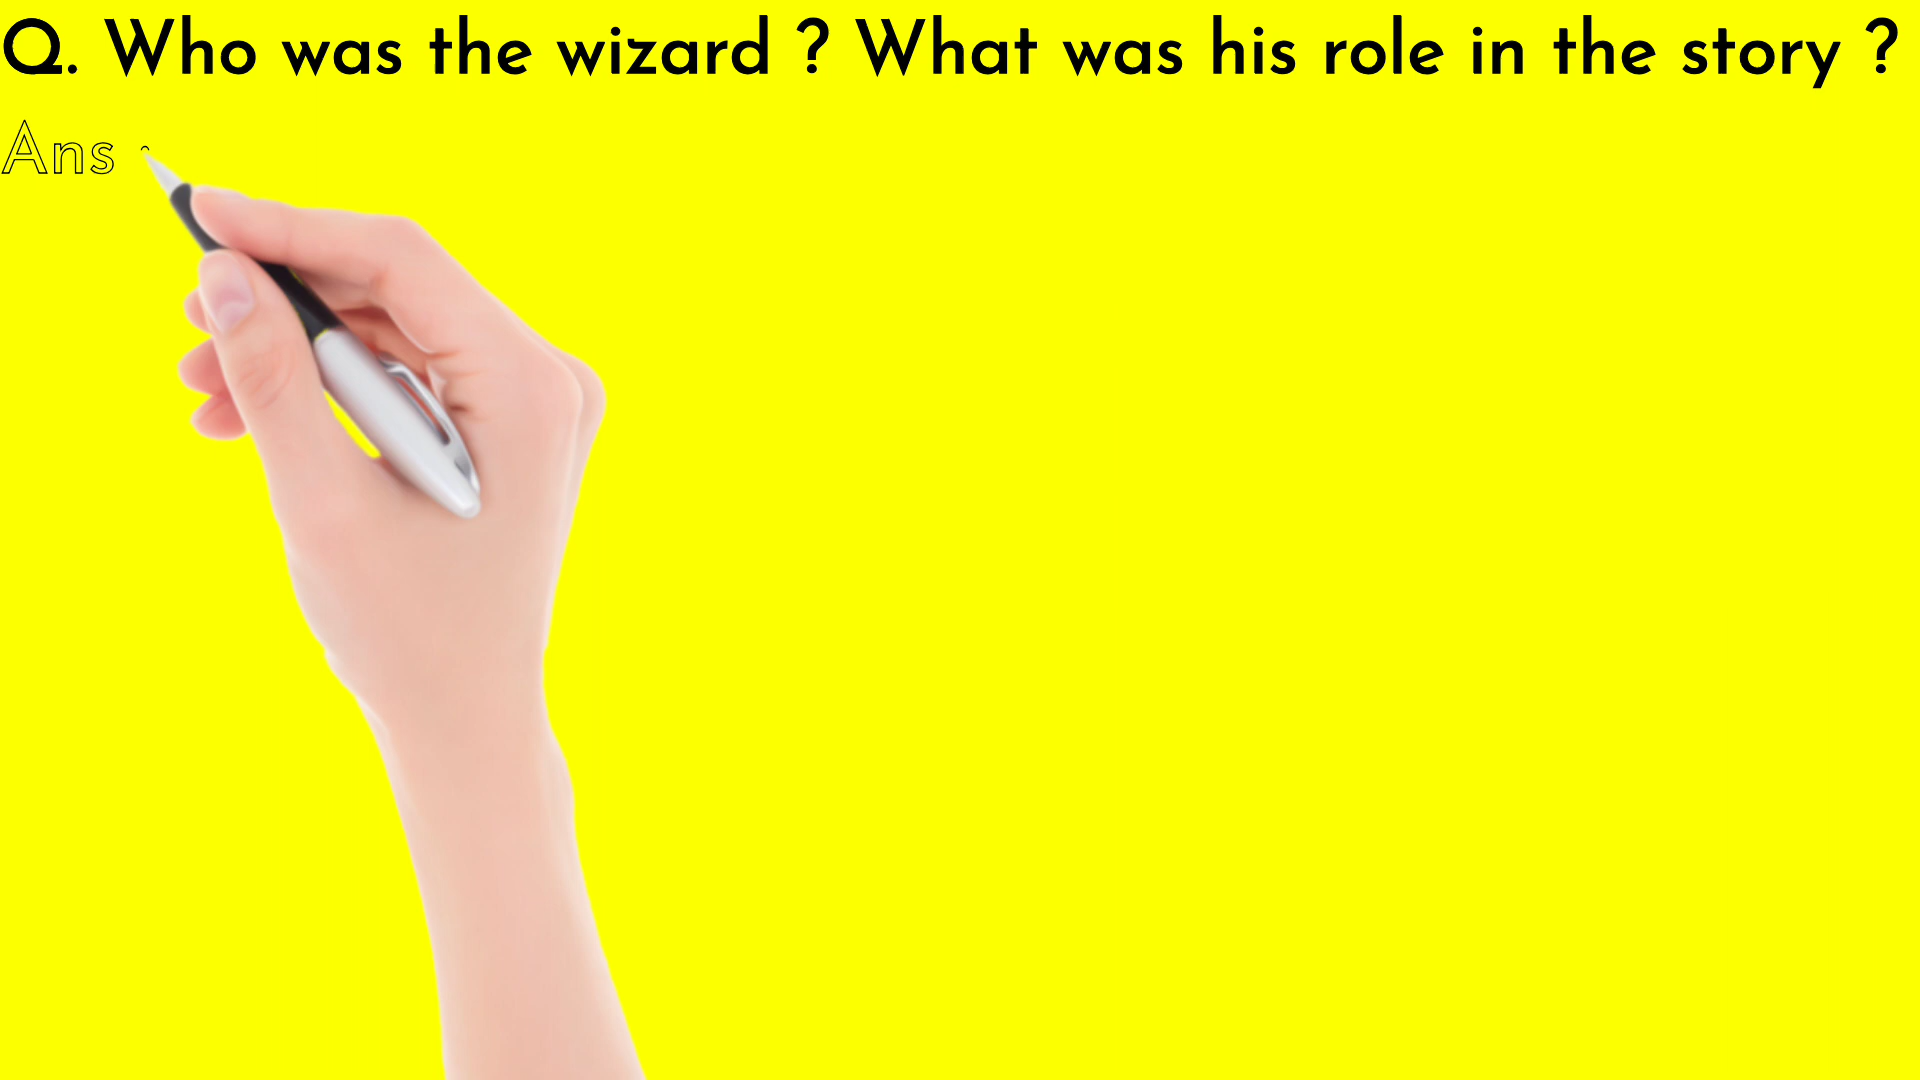 Q. Who was the wizard ? What was his role in the story ?
Ans